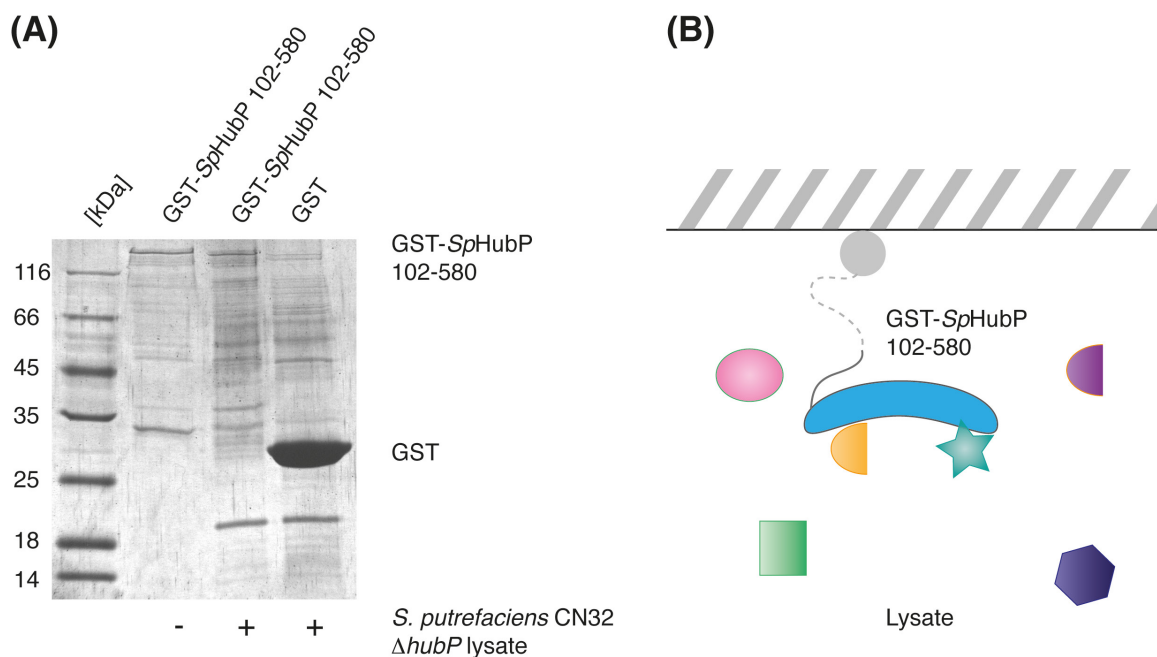 (A)
(B)
[kDa]
GST-SpHubP 102-580
GST-SpHubP 102-580
GST
116
66
45
35
25
18
14
GST-SpHubP
102-580
GST
- + +
S. putrefaciens CN32
ΔhubP lysate
GST-SpHubP
102-580
Lysate